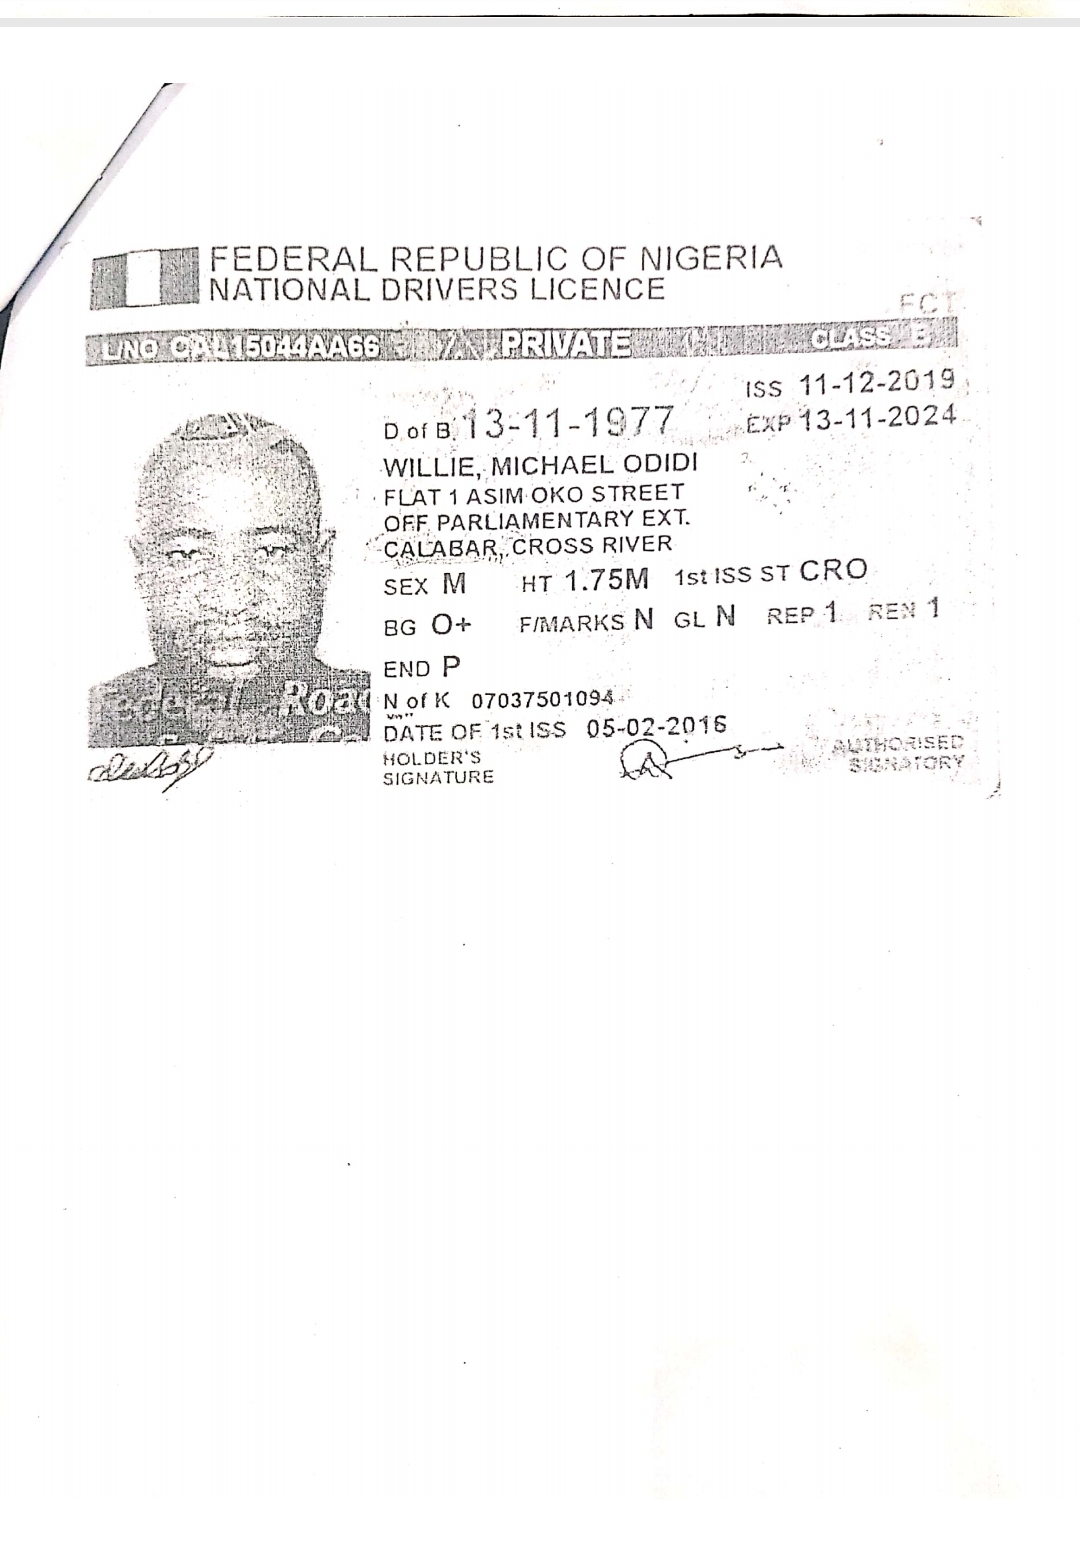 FEDERAL REPUBLIC OF NIGERIA
NATIONAL DRIVERS LICENCE
FCT
L/NO CAL15044AA66 PRIVATE CLASS B
ISS 11-12-2019
D of B 13-11-1977 EXP 13-11-2024
WILLIE, MICHAEL ODIDI
FLAT 1 ASIM OKO STREET
OFF PARLIAMENTARY EXT.
CALABAR, CROSS RIVER
SEX M HT 1.75M 1st ISS ST CRO
BG O+ F/MARKS N GL N REP 1 REN 1
END P
Federal Road
N of K 07037501094
DATE OF 1st ISS 05-02-2016
HOLDER'S
SIGNATURE
AUTHORISED
SIGNATORY